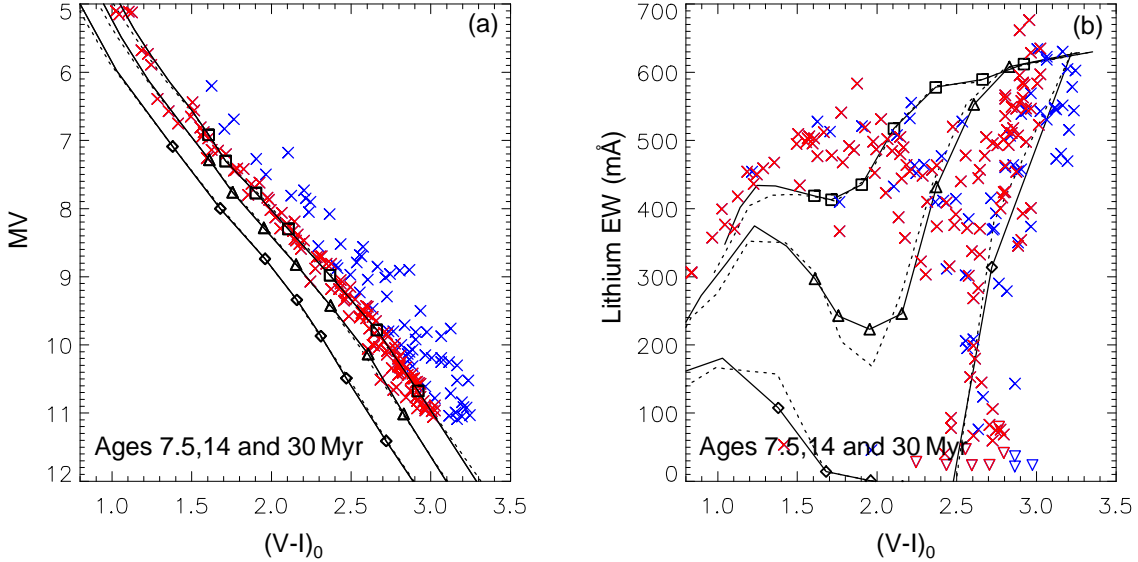 (a)
5
6
7
8
9
10
11
12
MV
Ages 7.5,14 and 30 Myr
1.0 1.5 2.0 2.5 3.0 3.5
(V-I)0
(b)
700
600
500
400
300
200
100
0
Lithium EW (mÅ)
Ages 7.5,14 and 30 Myr
1.0 1.5 2.0 2.5 3.0 3.5
(V-I)0